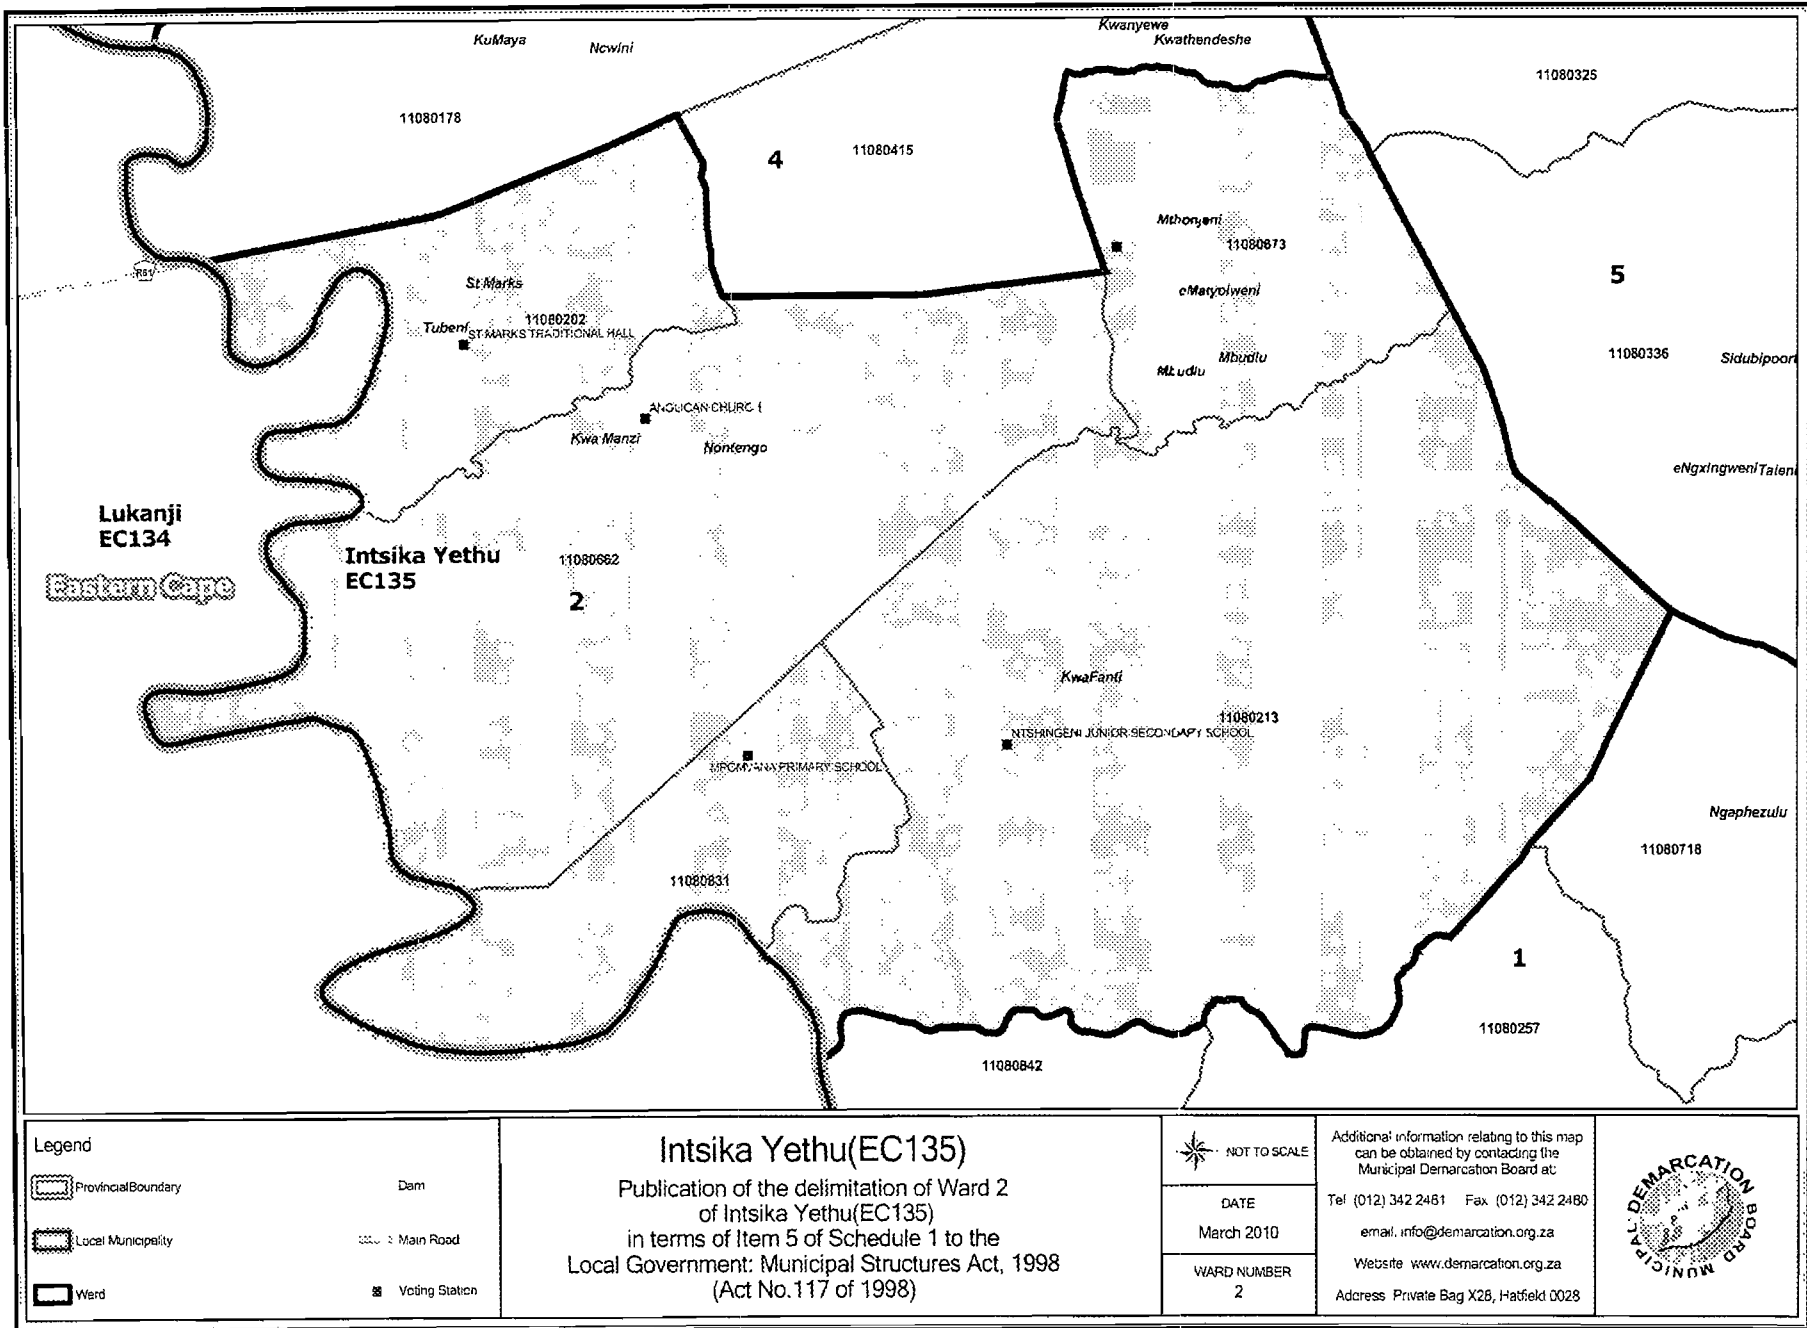 KuMaya
Ncwini
Kwanyewe
Kwathendeshe
11080325
11080178
4
11080415
Mthonjeni
11080673
5
R61
St Marks
11080202
Tubeni
ST MARKS TRADITIONAL HALL
eMatyolweni
Mbudlu
Mbudlu
11080336
Sidubipoort
ANGLICAN CHURCH
Kwa Manzi
Nontengo
eNgxingweni
Lukanji
EC134
Eastern Cape
Intsika Yethu
EC135
11080662
2
KwaFanti
11080213
NTSHINGENI JUNIOR SECONDARY SCHOOL
PRIMARY SCHOOL
Ngaphezulu
11080718
11080831
1
11080257
11080842
Legend
Provincial Boundary
Dam
Local Municipality
Main Road
Ward
Voting Station
Intsika Yethu(EC135)
Publication of the delimitation of Ward 2
of Intsika Yethu(EC135)
in terms of Item 5 of Schedule 1 to the
Local Government: Municipal Structures Act, 1998
(Act No.117 of 1998)
NOT TO SCALE
DATE
March 2010
WARD NUMBER
2
Additional information relating to this map
can be obtained by contacting the
Municipal Demarcation Board at:
Tel (012) 342 2481 Fax (012) 342 2480
email. info@demarcation.org.za
Website www.demarcation.org.za
Address Private Bag X28, Hatfield 0028
MUNICIPAL DEMARCATION BOARD